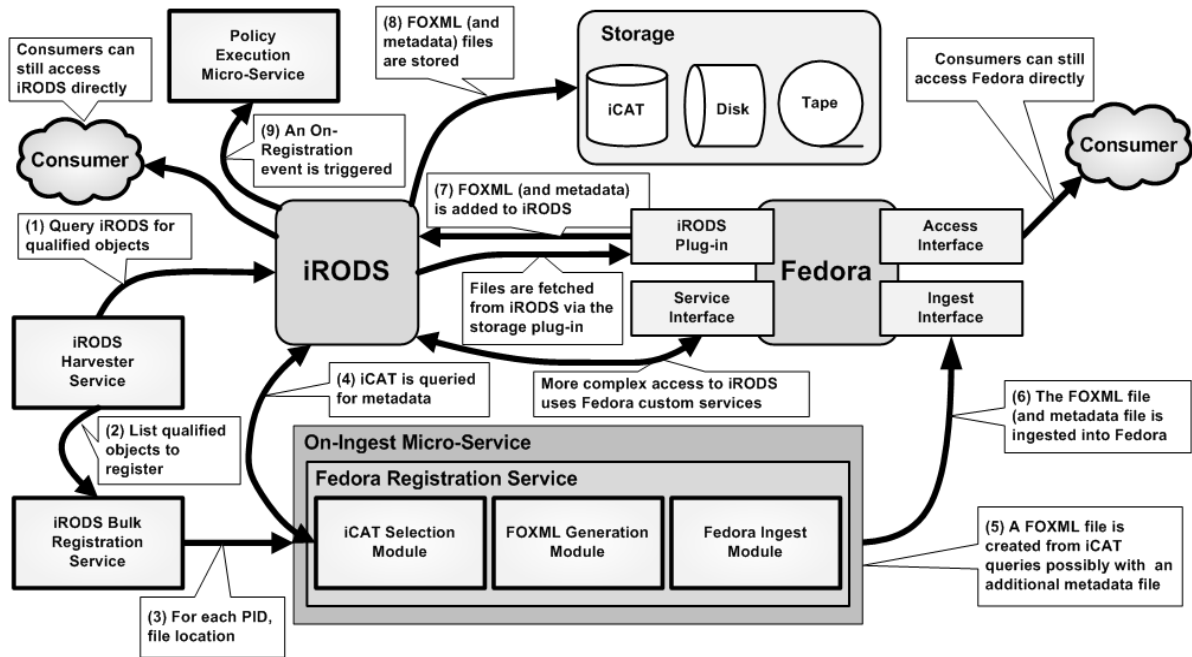 Consumers can
still access
iRODS directly
Policy
Execution
Micro-Service
(8) FOXML (and
metadata) files
are stored
Storage
iCAT
Disk
Tape
Consumers can still
access Fedora directly
Consumer
(9) An On-
Registration
event is triggered
Consumer
(1) Query iRODS for
qualified objects
(7) FOXML (and metadata)
is added to iRODS
iRODS
iRODS
Plug-in
Fedora
Access
Interface
Files are fetched
from iRODS via the
storage plug-in
Service
Interface
Ingest
Interface
iRODS
Harvester
Service
(4) iCAT is queried
for metadata
More complex access to iRODS
uses Fedora custom services
(6) The FOXML file
(and metadata file is
ingested into Fedora
(2) List qualified
objects to
register
On-Ingest Micro-Service
Fedora Registration Service
iRODS Bulk
Registration
Service
iCAT Selection
Module
FOXML Generation
Module
Fedora Ingest
Module
(5) A FOXML file is
created from iCAT
queries possibly with an
additional metadata file
(3) For each PID,
file location